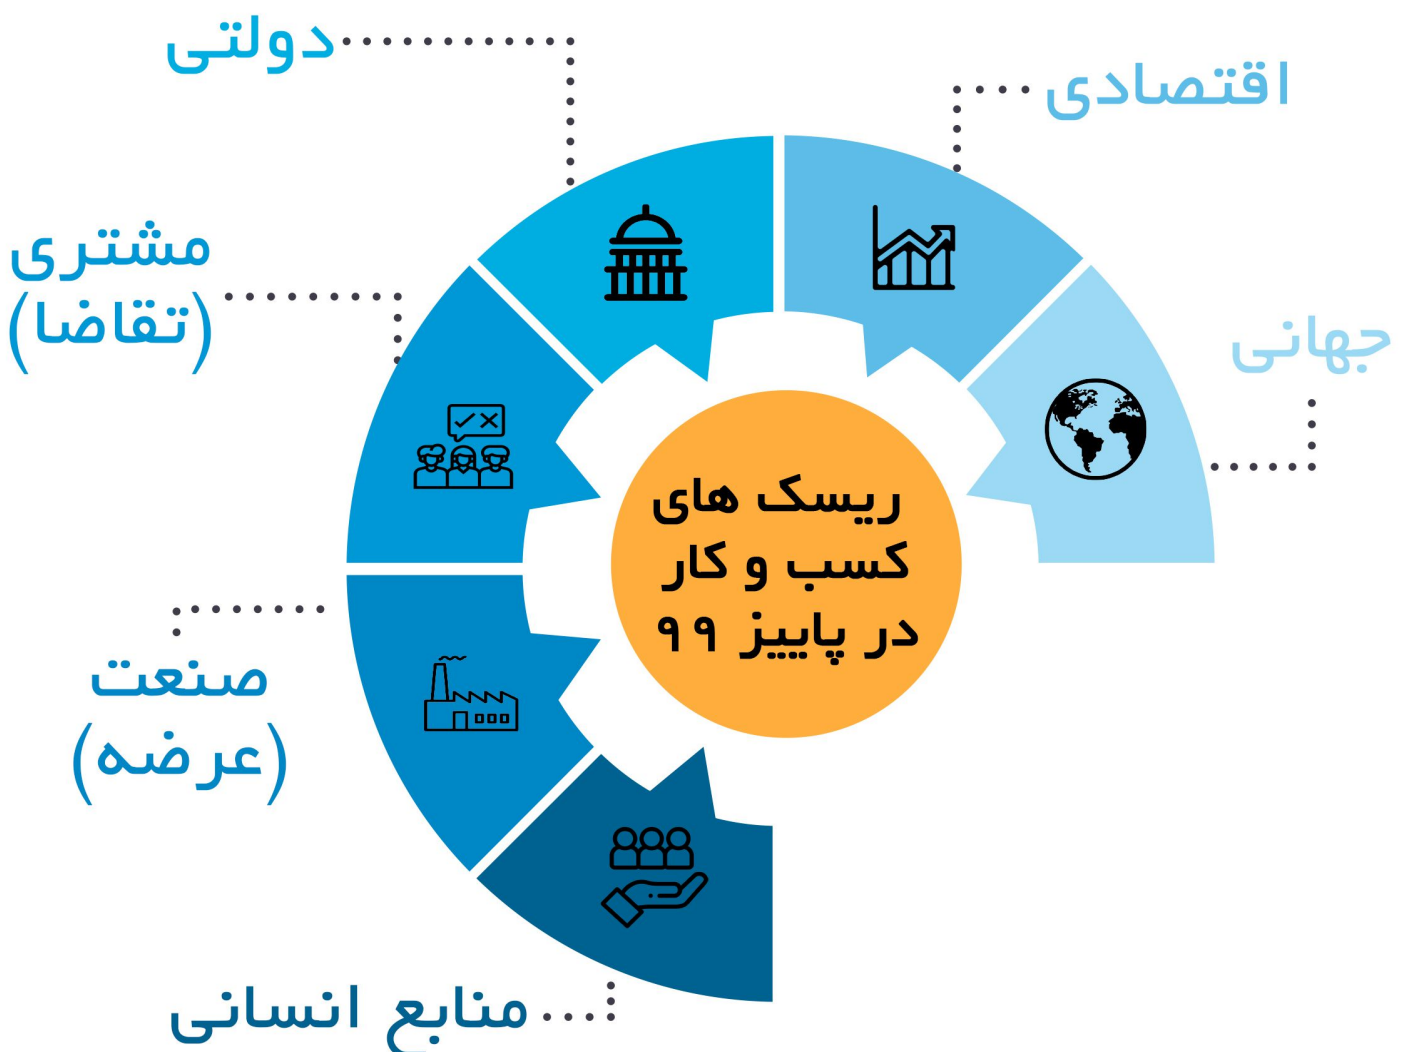 دولتی
اقتصادی
مشتری
(تقاضا)
جهانی
ریسک های
کسب و کار
در پاییز ۹۹
صنعت
(عرضه)
منابع انسانی